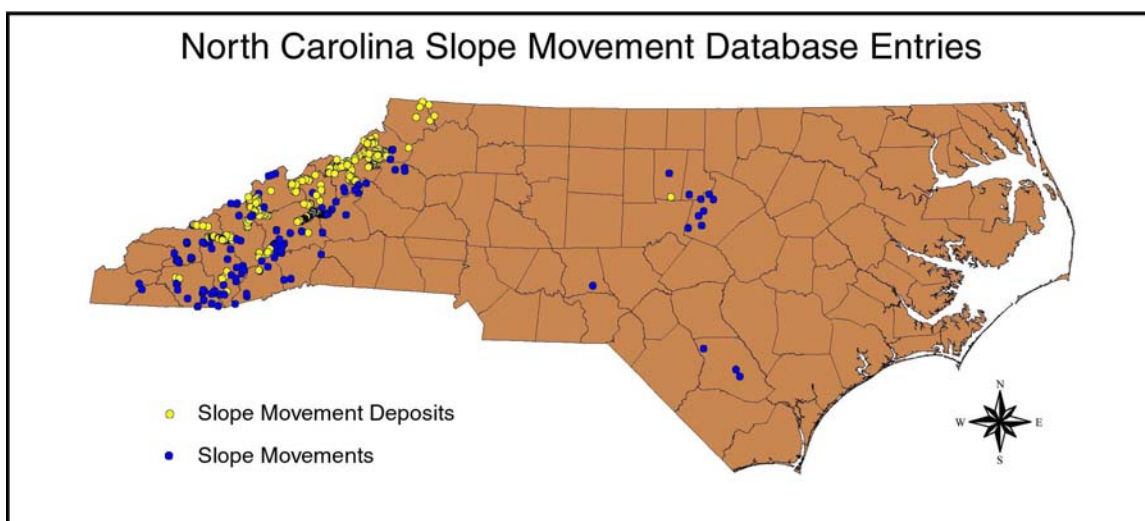 North Carolina Slope Movement Database Entries
Slope Movement Deposits
Slope Movements
N
W E
S